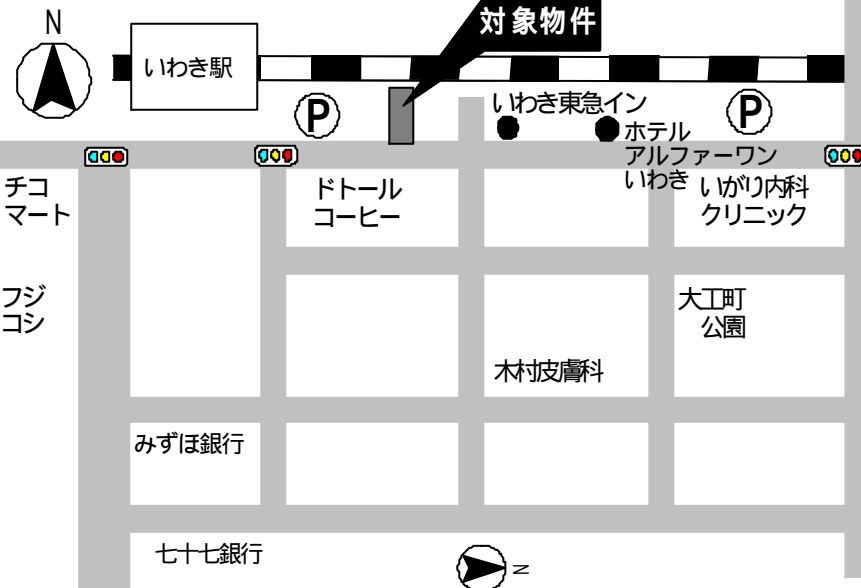 N
対象物件
いわき駅
P
いわき東急イン
P
ホテル
アルファーワン
いわき
チコ
マート
ドトール
コーヒー
いがり内科
クリニック
フジ
コシ
大工町
公園
木村皮膚科
みずほ銀行
七十七銀行
N